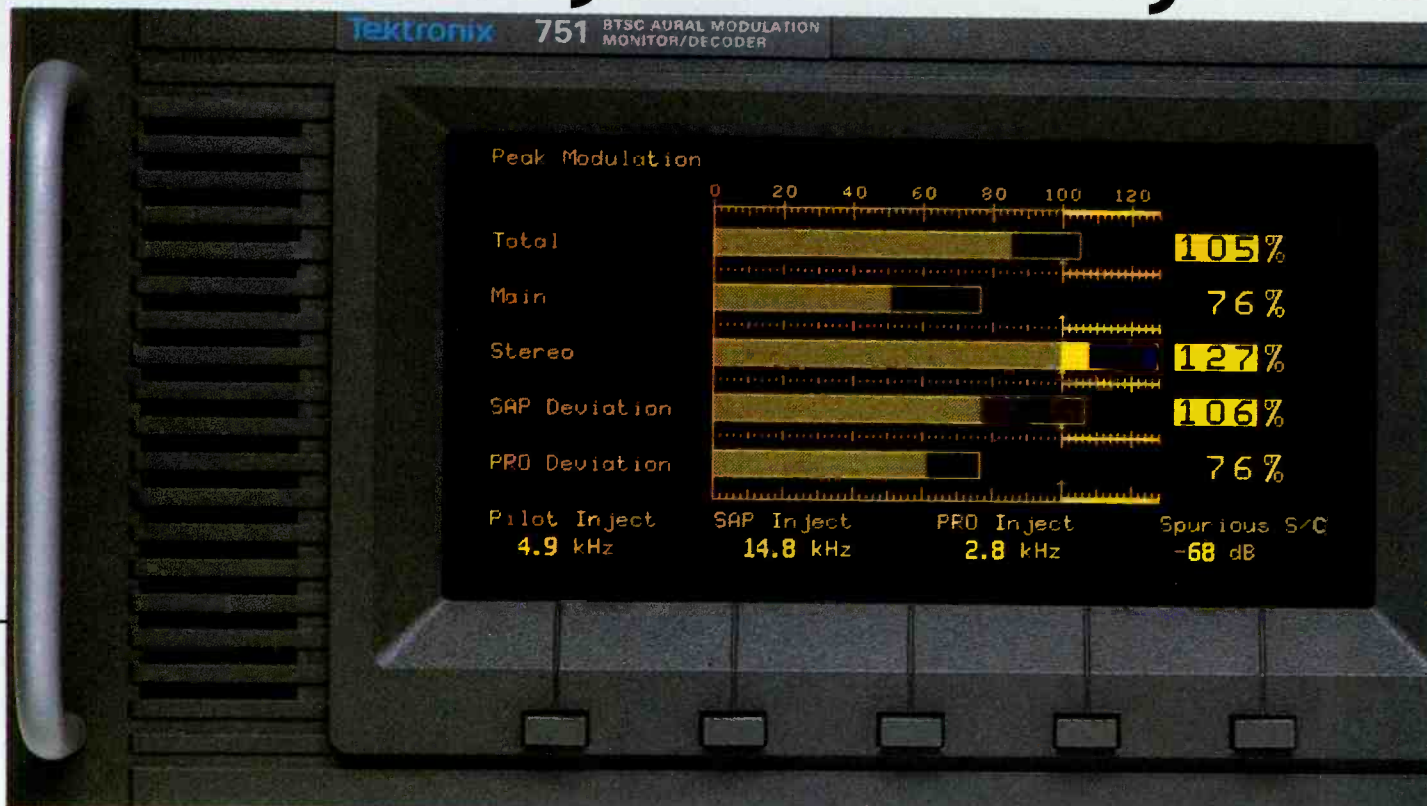 Tektronix 751 BTSC AURAL MODULATION
MONITOR/DECODER
Peak Modulation
0 20 40 60 80 100 120
Total 105%
Main 76%
Stereo 127%
SAP Deviation 106%
PRO Deviation 76%
Pilot Inject SAP Inject PRO Inject Spurious S/C
4.9 kHz 14.8 kHz 2.8 kHz -68 dB